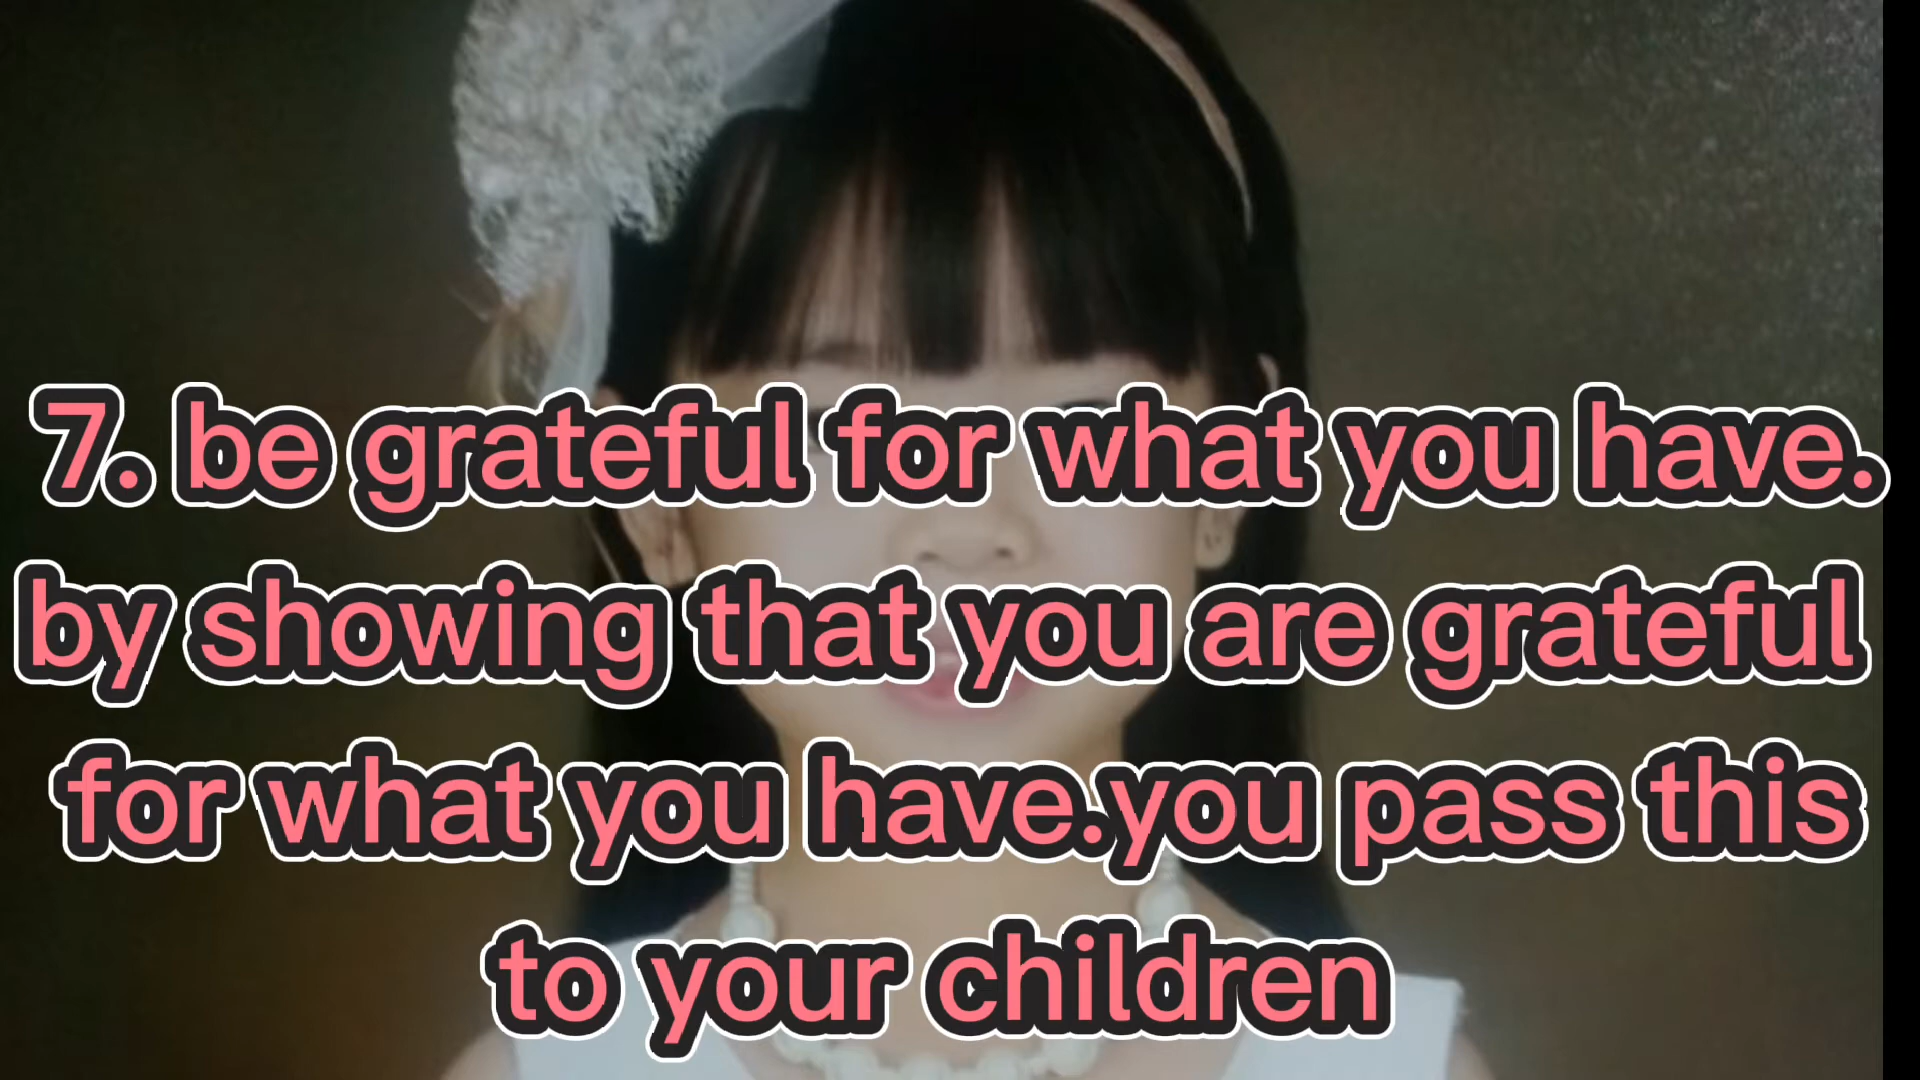 7. be grateful for what you have.
by showing that you are grateful
for what you have.you pass this
to your children